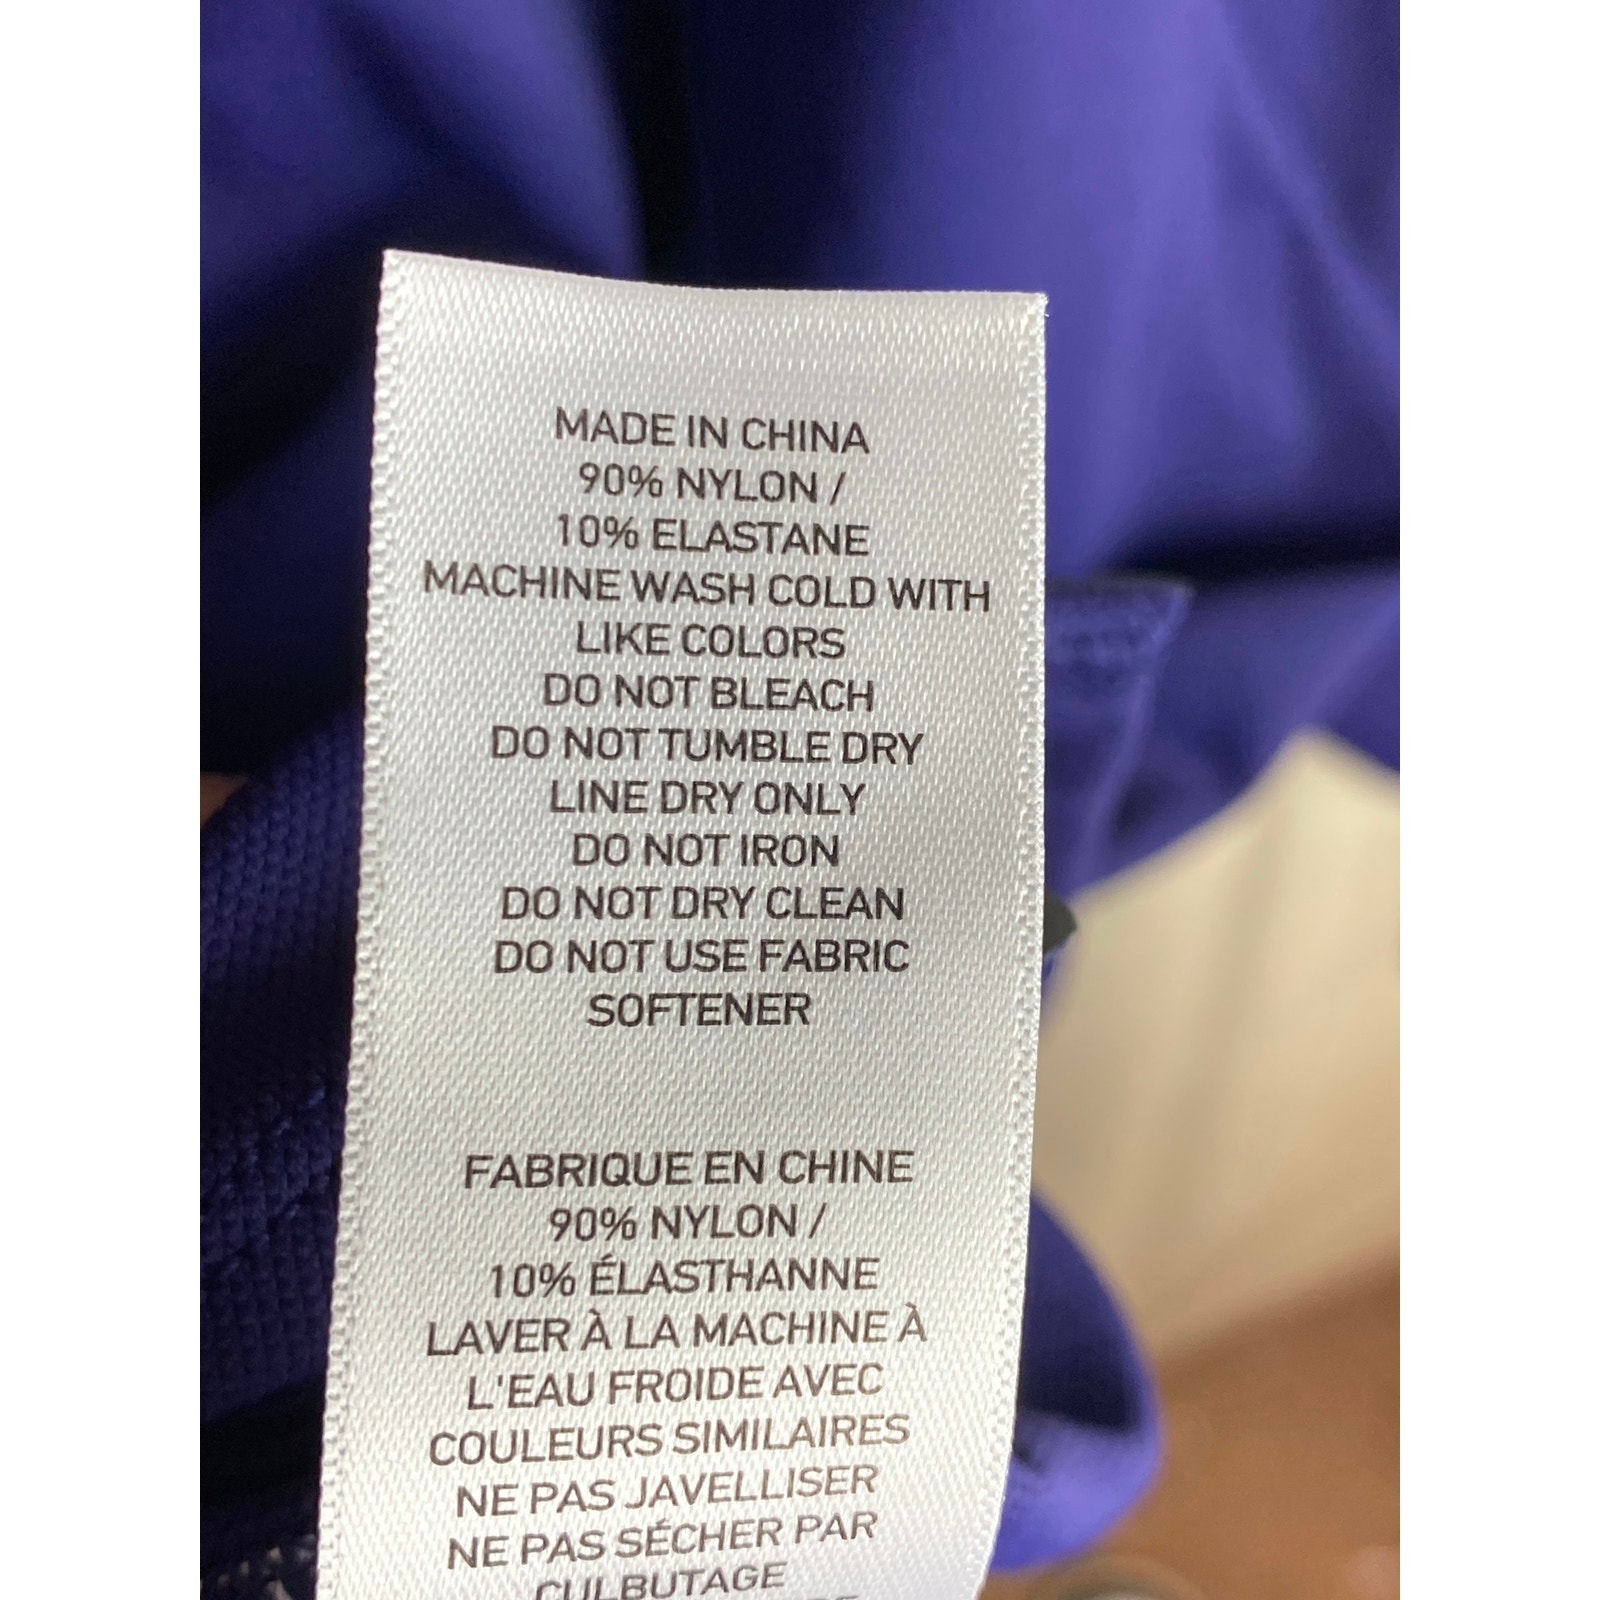 MADE IN CHINA
90% NYLON /
10% ELASTANE
MACHINE WASH COLD WITH
LIKE COLORS
DO NOT BLEACH
DO NOT TUMBLE DRY
LINE DRY ONLY
DO NOT IRON
DO NOT DRY CLEAN
DO NOT USE FABRIC
SOFTENER
FABRIQUE EN CHINE
90% NYLON /
10% ÉLASTHANNE
LAVER À LA MACHINE À
L'EAU FROIDE AVEC
COULEURS SIMILAIRES
NE PAS JAVELLISER
NE PAS SÉCHER PAR
CULBUTAGE